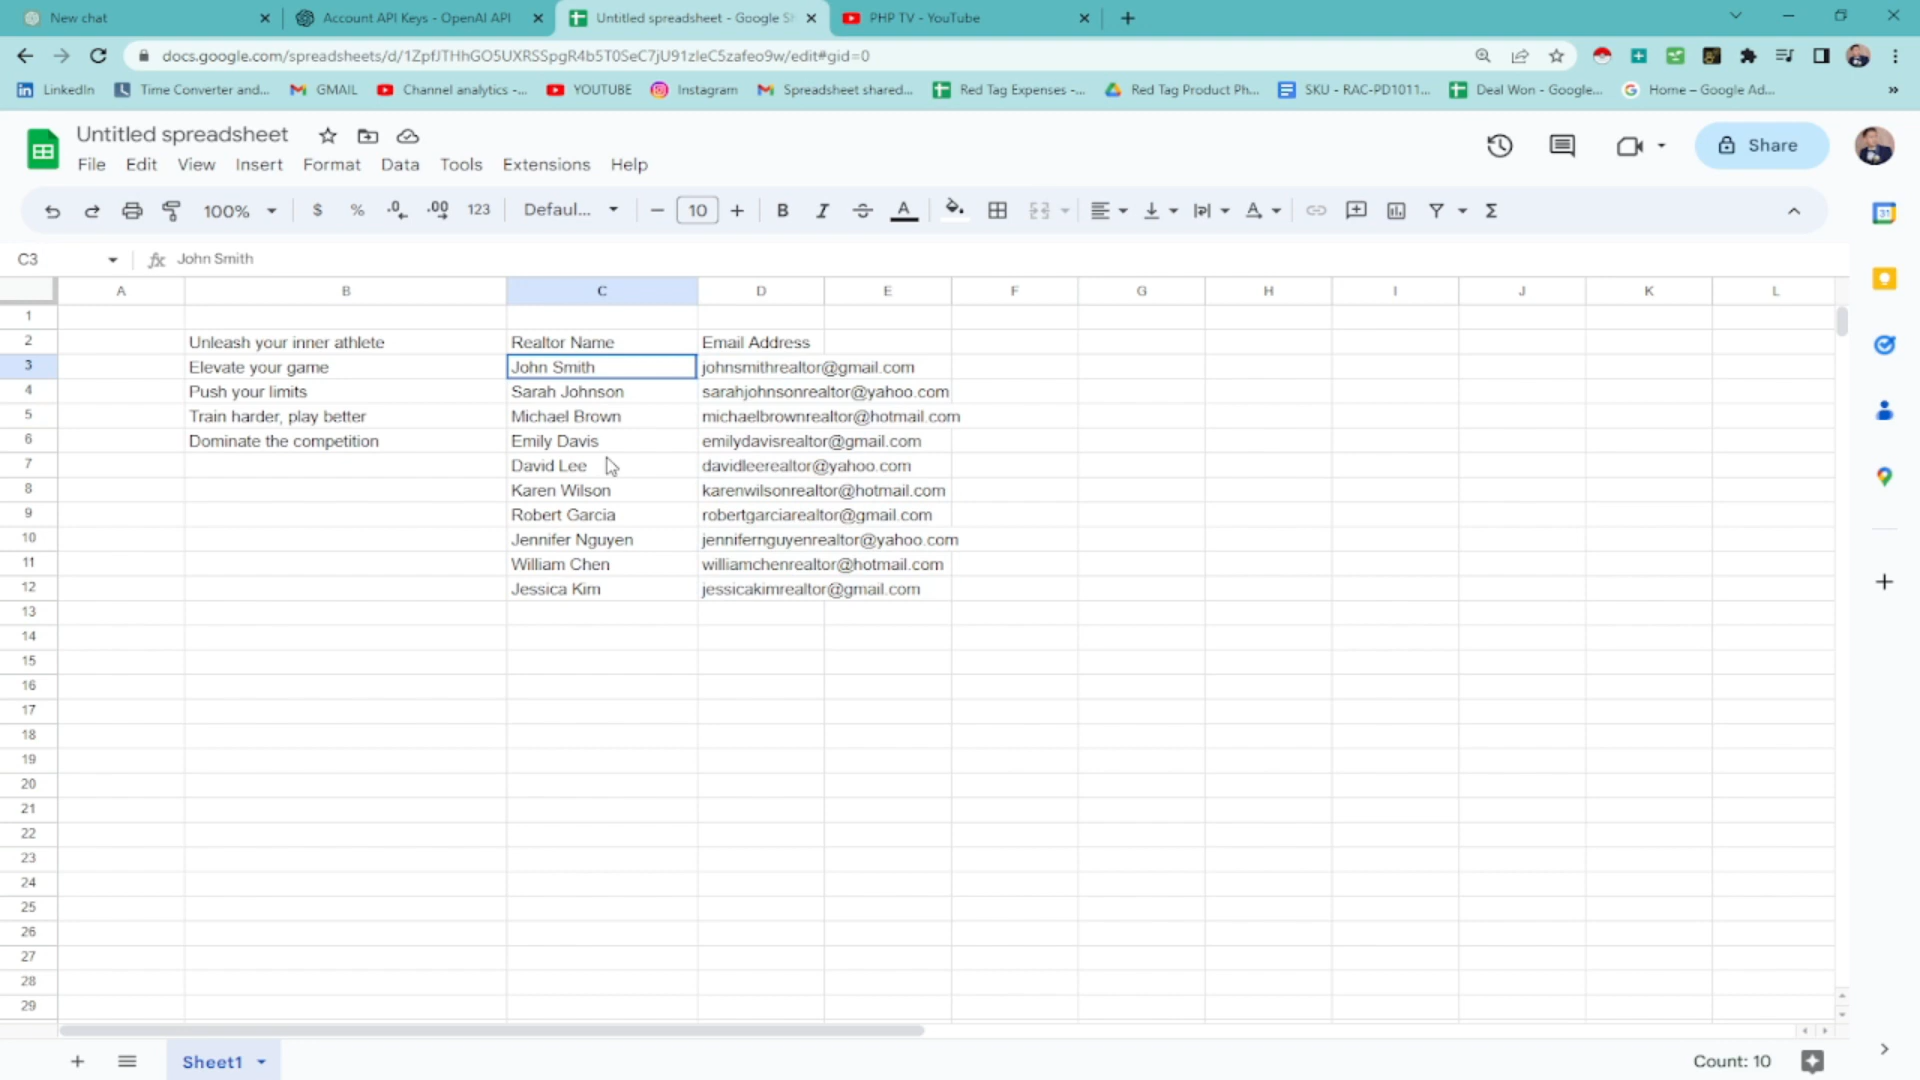 New chat
Account API Keys - OpenAI API
Untitled spreadsheet - Google Sh
PHP TV - YouTube
docs.google.com/spreadsheets/d/1ZpfJTHhGO5UXRSSpgR4b5T0SeC7jU91zleC5zafeo9w/edit#gid=0
LinkedIn
Time Converter and...
GMAIL
Channel analytics -...
YOUTUBE
Instagram
Spreadsheet shared...
Red Tag Expenses -...
Red Tag Product Ph...
SKU - RAC-PD1011...
Deal Won - Google...
Home – Google Ad...
Untitled spreadsheet
Share
File Edit View Insert Format Data Tools Extensions Help
100% $ % .0 .00 123 Defaul... 10 B I A Σ
31
C3 fx John Smith
A B C D E F G H I J K L
1
2 Unleash your inner athlete Realtor Name Email Address
3 Elevate your game John Smith johnsmithrealtor@gmail.com
4 Push your limits Sarah Johnson sarahjohnsonrealtor@yahoo.com
5 Train harder, play better Michael Brown michaelbrownrealtor@hotmail.com
6 Dominate the competition Emily Davis emilydavisrealtor@gmail.com
7 David Lee davidleerealtor@yahoo.com
8 Karen Wilson karenwilsonrealtor@hotmail.com
9 Robert Garcia robertgarciarealtor@gmail.com
10 Jennifer Nguyen jennifernguyenrealtor@yahoo.com
11 William Chen williamchenrealtor@hotmail.com
12 Jessica Kim jessicakimrealtor@gmail.com
13
14
15
16
17
18
19
20
21
22
23
24
25
26
27
28
29
Sheet1
Count: 10